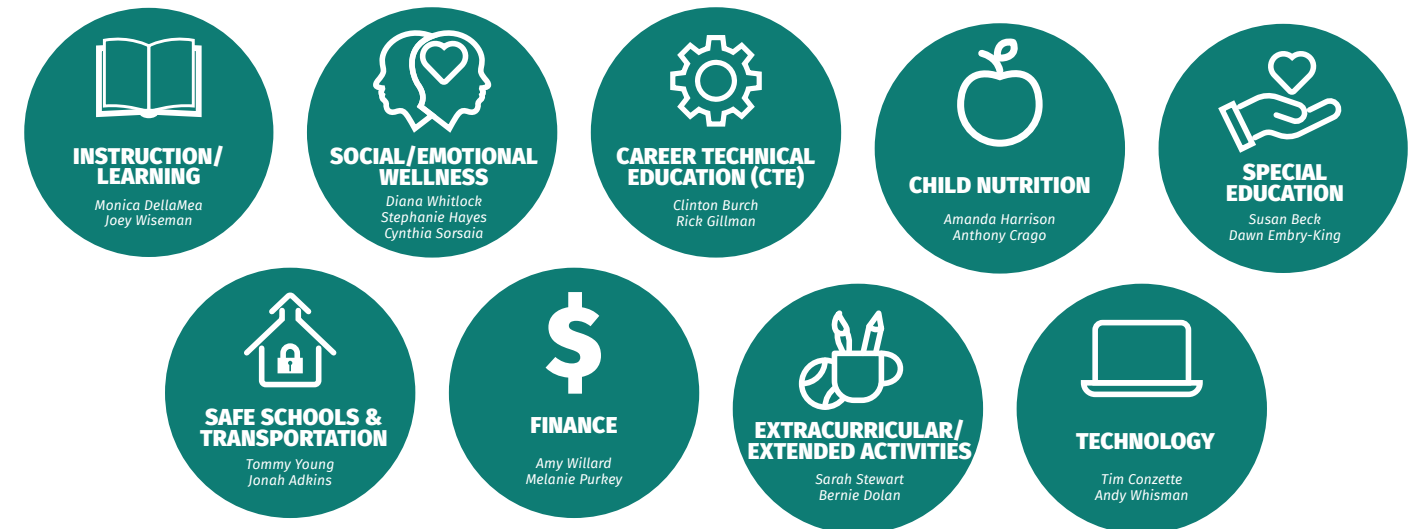 INSTRUCTION/
LEARNING
Monica DellaMea
Joey Wiseman
SOCIAL/EMOTIONAL
WELLNESS
Diana Whitlock
Stephanie Hayes
Cynthia Sorsaia
CAREER TECHNICAL
EDUCATION (CTE)
Clinton Burch
Rick Gillman
CHILD NUTRITION
Amanda Harrison
Anthony Crago
SPECIAL
EDUCATION
Susan Beck
Dawn Embry-King
SAFE SCHOOLS &
TRANSPORTATION
Tommy Young
Jonah Adkins
$
FINANCE
Amy Willard
Melanie Purkey
EXTRACURRICULAR/
EXTENDED ACTIVITIES
Sarah Stewart
Bernie Dolan
TECHNOLOGY
Tim Conzette
Andy Whisman